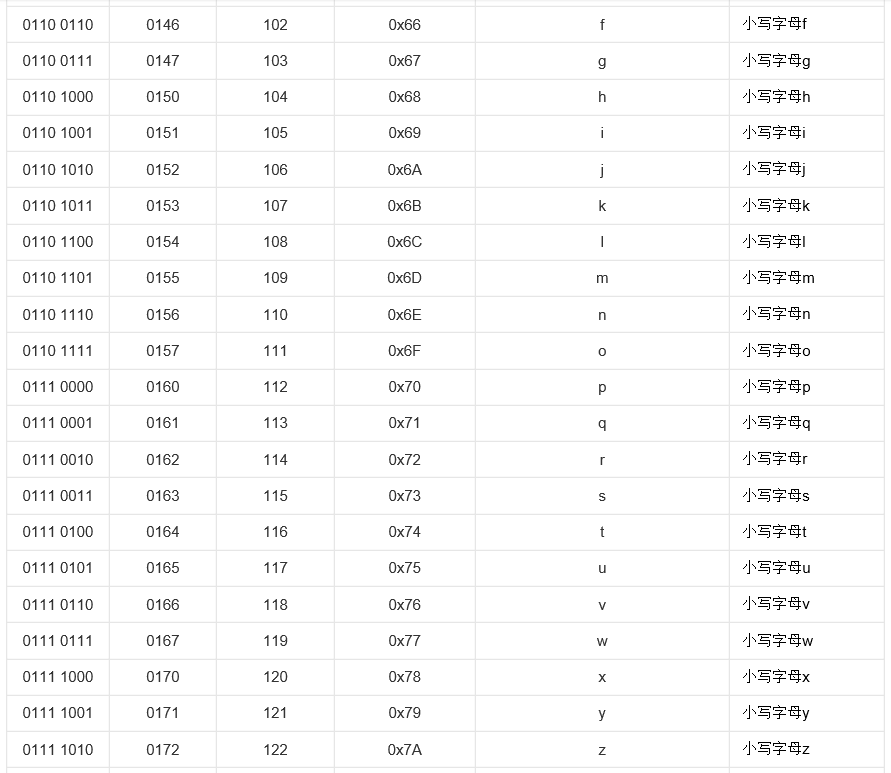 0110 0110 0146 102 0x66 f 小写字母f
0110 0111 0147 103 0x67 g 小写字母g
0110 1000 0150 104 0x68 h 小写字母h
0110 1001 0151 105 0x69 i 小写字母i
0110 1010 0152 106 0x6A j 小写字母j
0110 1011 0153 107 0x6B k 小写字母k
0110 1100 0154 108 0x6C l 小写字母l
0110 1101 0155 109 0x6D m 小写字母m
0110 1110 0156 110 0x6E n 小写字母n
0110 1111 0157 111 0x6F o 小写字母o
0111 0000 0160 112 0x70 p 小写字母p
0111 0001 0161 113 0x71 q 小写字母q
0111 0010 0162 114 0x72 r 小写字母r
0111 0011 0163 115 0x73 s 小写字母s
0111 0100 0164 116 0x74 t 小写字母t
0111 0101 0165 117 0x75 u 小写字母u
0111 0110 0166 118 0x76 v 小写字母v
0111 0111 0167 119 0x77 w 小写字母w
0111 1000 0170 120 0x78 x 小写字母x
0111 1001 0171 121 0x79 y 小写字母y
0111 1010 0172 122 0x7A z 小写字母z